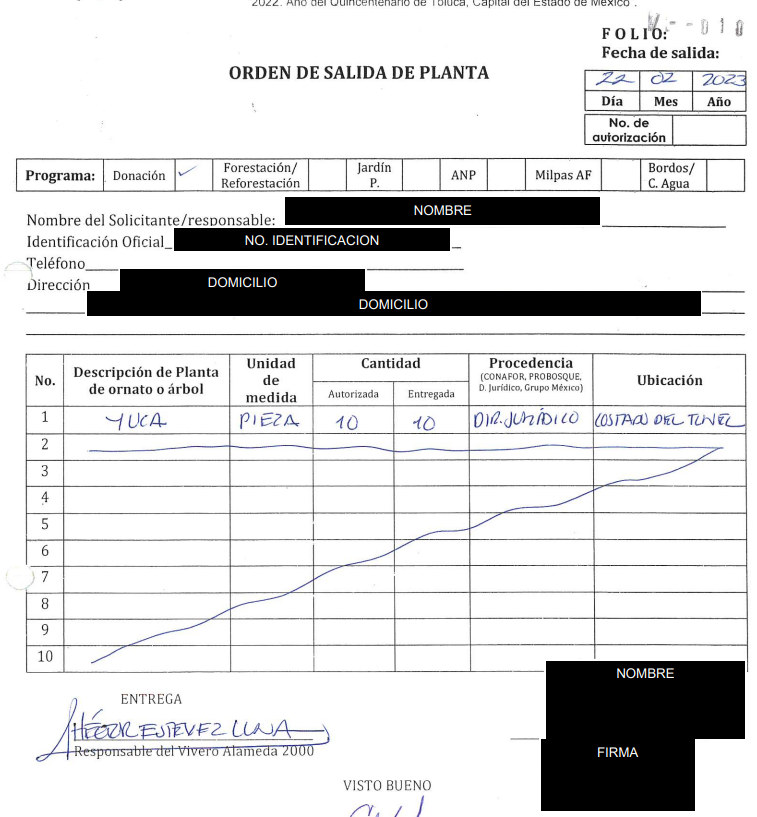 2022. Año del Quincentenario de Toluca, Capital del Estado de México".
FOLIO: 010
Fecha de salida:
ORDEN DE SALIDA DE PLANTA
22 02 2023
Día Mes Año
No. de autorización
Programa: Donación ✓ Forestación/Reforestación Jardín P. ANP Milpas AF Bordos/C. Agua
Nombre del Solicitante/responsable: NOMBRE
Identificación Oficial NO. IDENTIFICACION
Teléfono
Dirección DOMICILIO
DOMICILIO
No. Descripción de Planta de ornato o árbol Unidad de medida Cantidad Procedencia (CONAFOR, PROBOSQUE, D. Jurídico, Grupo México) Ubicación
Autorizada Entregada
1 YUCA PIEZA 10 10 DIR. JURÍDICO COSTADO DEL TUNEL
2
3
4
5
6
7
8
9
10
NOMBRE
ENTREGA
HÉCTOR ESTEVEZ LUNA
Responsable del Vivero Alameda 2000
FIRMA
VISTO BUENO